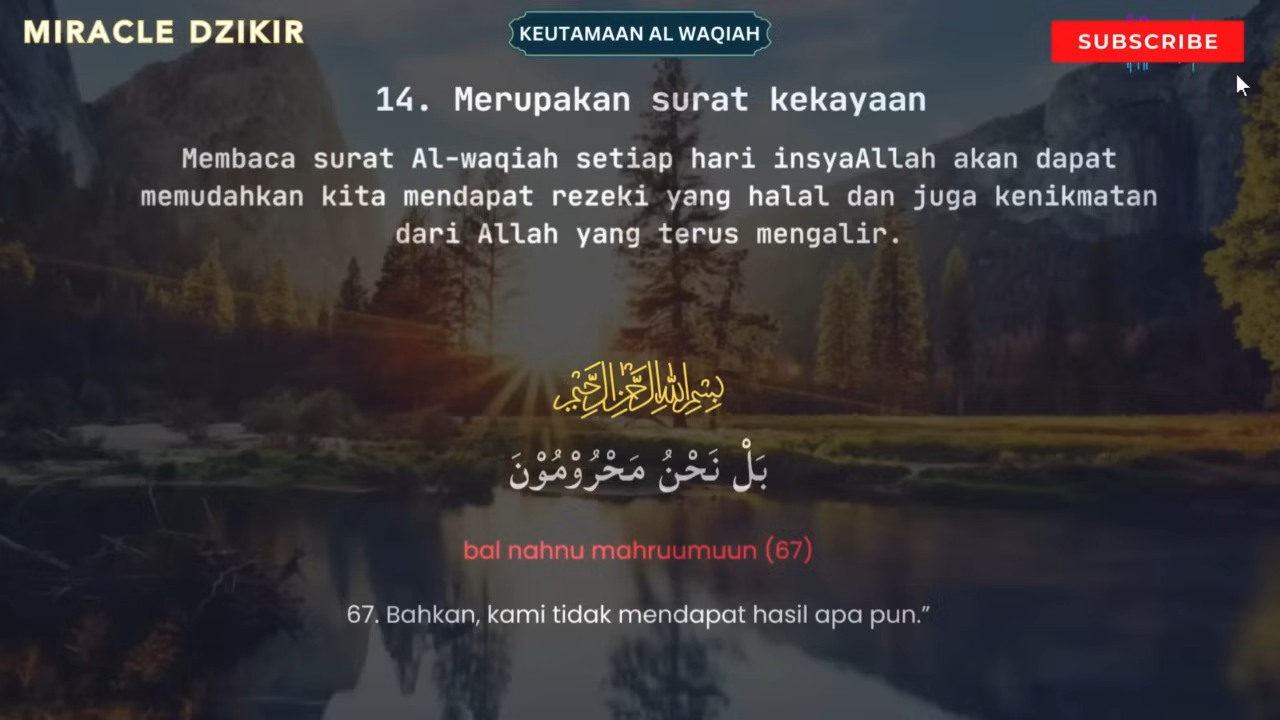 MIRACLE DZIKIR
KEUTAMAAN AL WAQIAH
SUBSCRIBE
14. Merupakan surat kekayaan
Membaca surat Al-waqiah setiap hari insyaAllah akan dapat
memudahkan kita mendapat rezeki yang halal dan juga kenikmatan
dari Allah yang terus mengalir.
بِسْمِ اللهِ الرَّحْمٰنِ الرَّحِيْمِ
بَلْ نَحْنُ مَحْرُوْمُوْنَ
bal nahnu mahruumuun (67)
67. Bahkan, kami tidak mendapat hasil apa pun.”